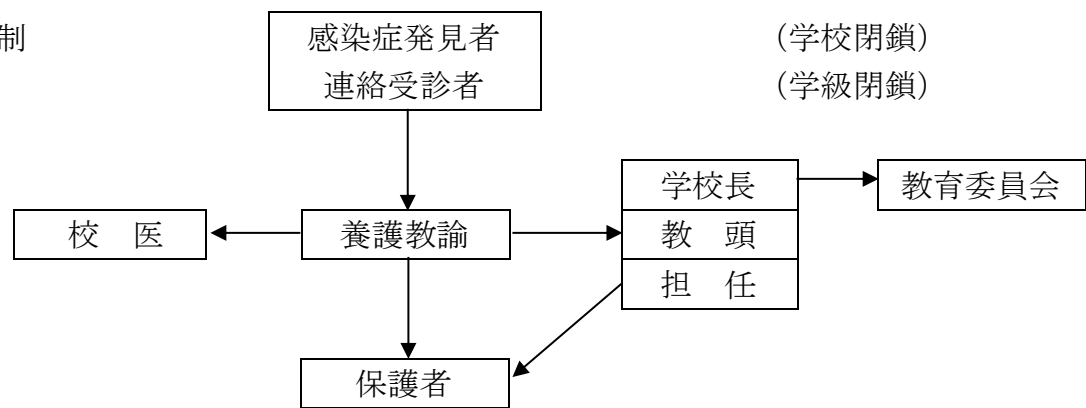 制
感染症発見者
連絡受診者
（学校閉鎖）
（学級閉鎖）
学校長
教育委員会
校　医
養護教諭
教　頭
担　任
保護者